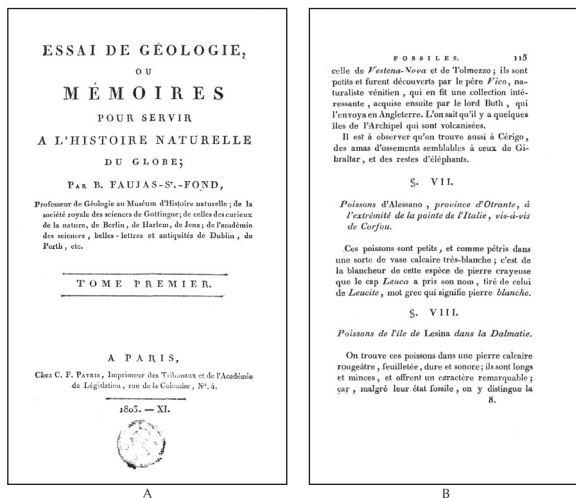 ESSAI DE GÉOLOGIE,
OU
MÉMOIRES
POUR SERVIR
A L'HISTOIRE NATURELLE
DU GLOBE;
PAR B. FAUJAS-St.-FOND,
Professeur de Géologie au Muséum d'Histoire naturelle; de la
société royale des sciences de Gottingue; de celles des curieux
de la nature, de Berlin, de Harlem, de Jena; de l'académie
des sciences, belles-lettres et antiquités de Dublin, de
Perth, etc.
TOME PREMIER.
A PARIS,
Chez C. F. PATRIS, Imprimeur des Tribunaux et de l'Académie
de Législation, rue de la Colombe, No. 4.
1803. — XI.
A
FOSSILES. 115
celle de Vestena-Nova et de Tolmezzo; ils sont
petits et furent découverts par le père Vico, na-
turaliste vénitien, qui en fit une collection inté-
ressante, acquise ensuite par le lord Buth, qui
l'envoya en Angleterre. L'on sait qu'il y a quelques
îles de l'Archipel qui sont volcanisées.
Il est à observer qu'on trouve aussi à Cérigo,
des amas d'ossements semblables à ceux de Gi-
braltar, et des restes d'éléphants.
§. VII.
Poissons d'Alessano, province d'Otrante, à
l'extrémité de la pointe de l'Italie, vis-à-vis
de Corfou.
Ces poissons sont petits, et comme pétris dans
une sorte de vase calcaire très-blanche; c'est de
la blancheur de cette espèce de pierre crayeuse
que le cap Leuca a pris son nom, tiré de celui
de Leucite, mot grec qui signifie pierre blanche.
§. VIII.
Poissons de l'île de Lesina dans la Dalmatie.
On trouve ces poissons dans une pierre calcaire
rougeâtre, feuilletée, dure et sonore; ils sont longs
et minces, et offrent un caractère remarquable;
car, malgré leur état fossile, on y distingue la
8.
B